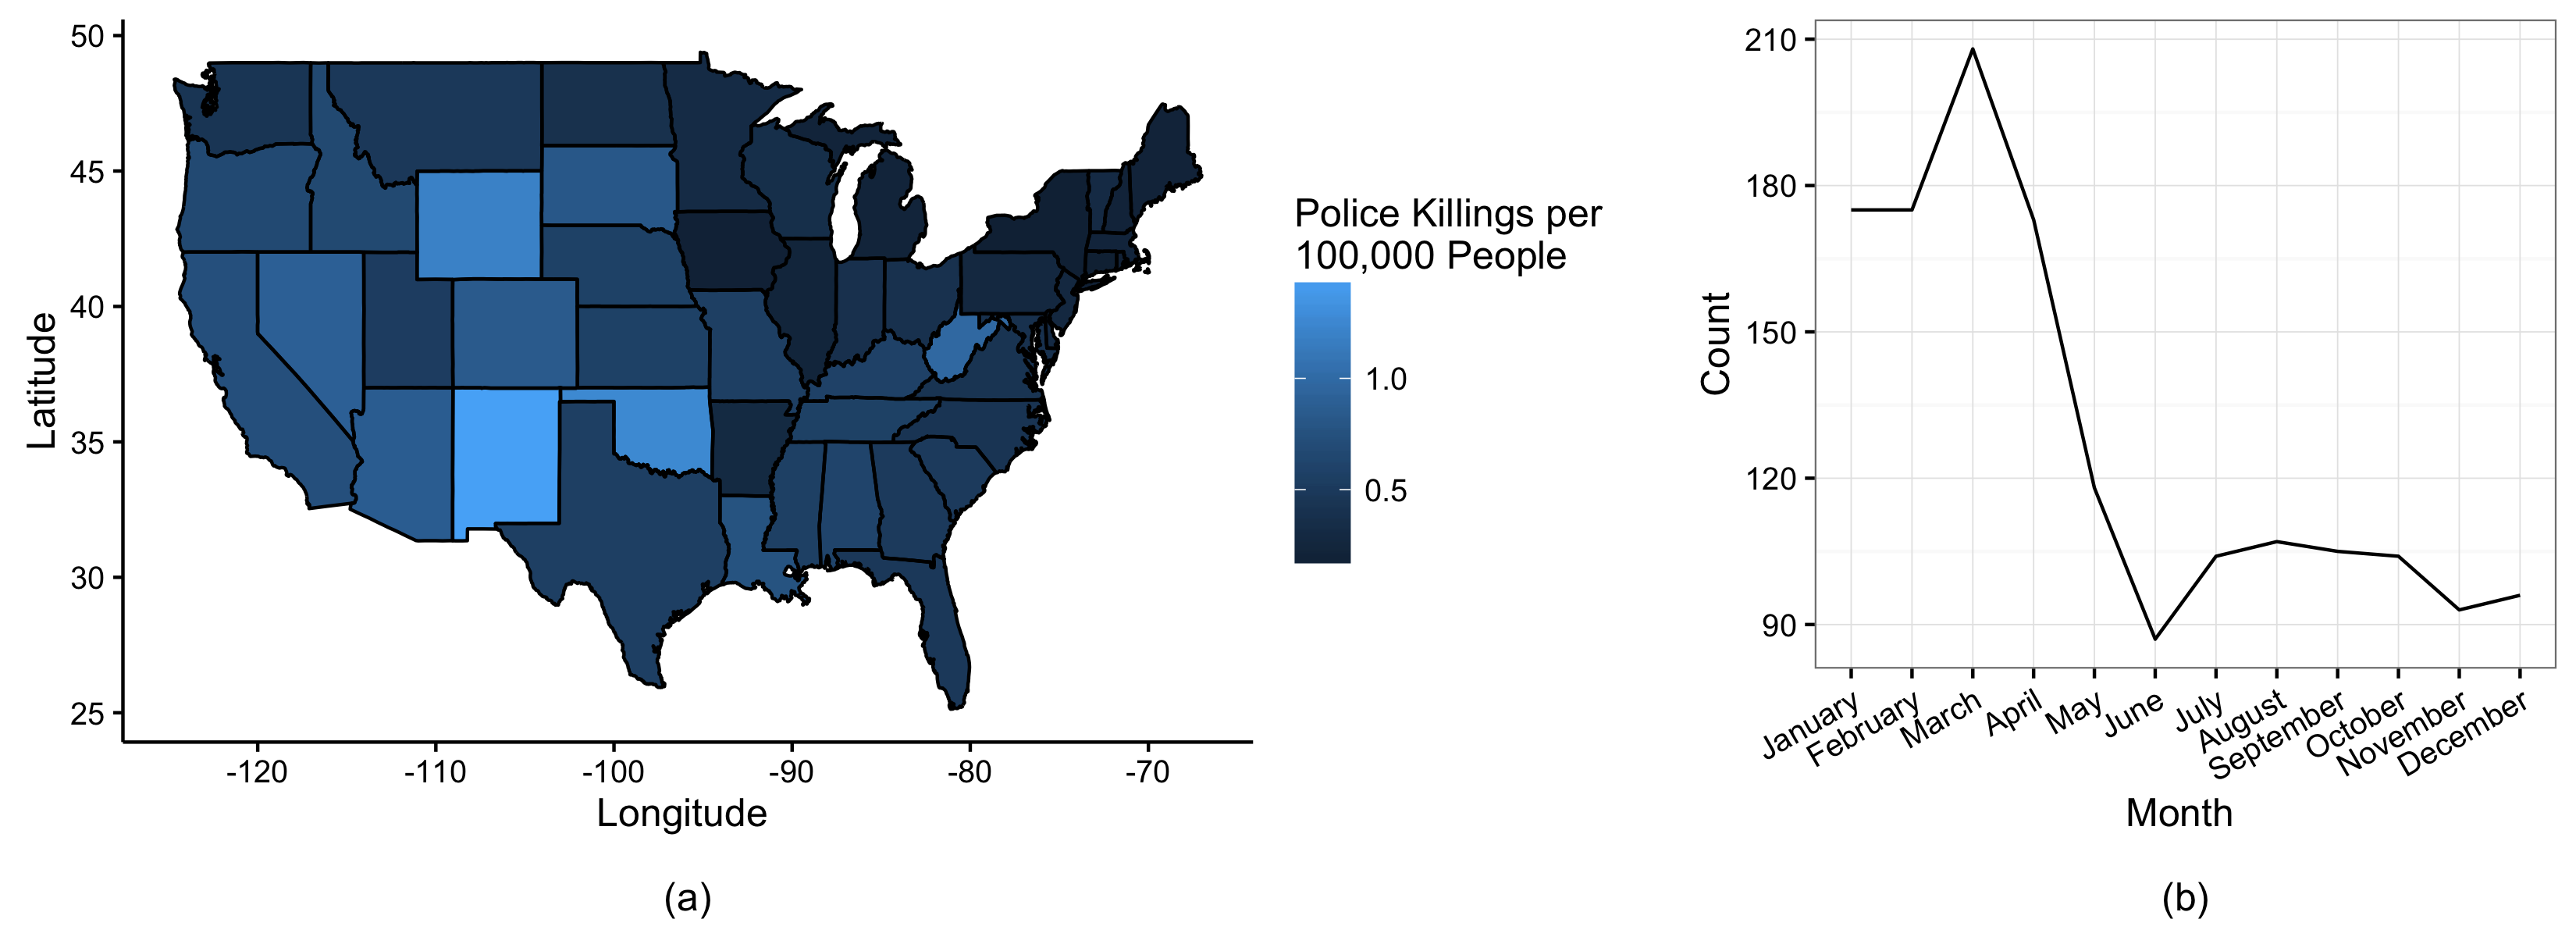 50
45
40
35
30
25
Latitude
-120
-110
-100
-90
-80
-70
Longitude
(a)
Police Killings per
100,000 People
1.0
0.5
210
180
150
120
90
Count
January
February
March
April
May
June
July
August
September
October
November
December
Month
(b)